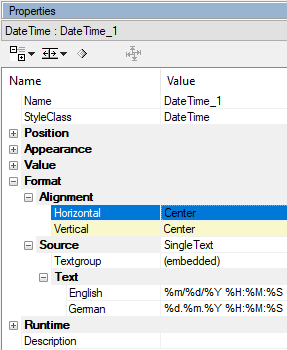 Properties
DateTime : DateTime_1
Name Value
Name DateTime_1
StyleClass DateTime
Position
Appearance
Value
Format
Alignment
Horizontal Center
Vertical Center
Source SingleText
Textgroup (embedded)
Text
English %m/%d/%Y %H:%M:%S
German %d.%m.%Y %H:%M:%S
Runtime
Description